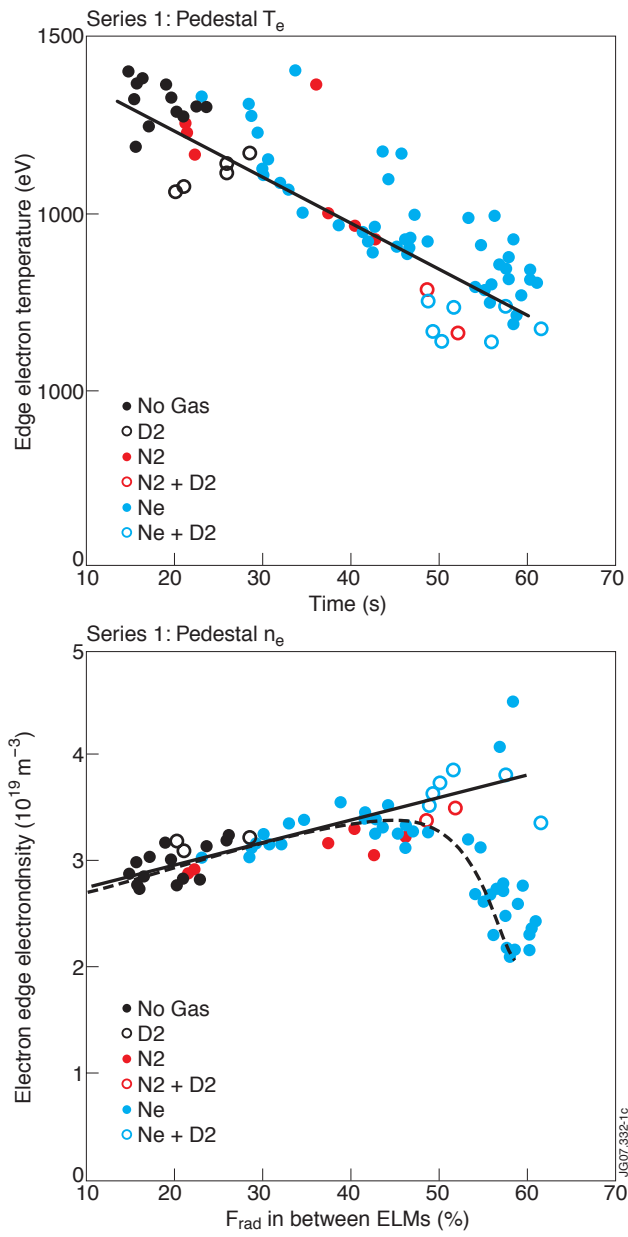 Series 1: Pedestal Te
1500
1000
1000
0
Edge electron temperature (eV)
No Gas
D2
N2
N2 + D2
Ne
Ne + D2
10 20 30 40 50 60 70
Time (s)
Series 1: Pedestal ne
5
4
3
2
1
0
Electron edge electrondnsity (10^19 m^−3)
No Gas
D2
N2
N2 + D2
Ne
Ne + D2
JG07.332-1c
10 20 30 40 50 60 70
Frad in between ELMs (%)